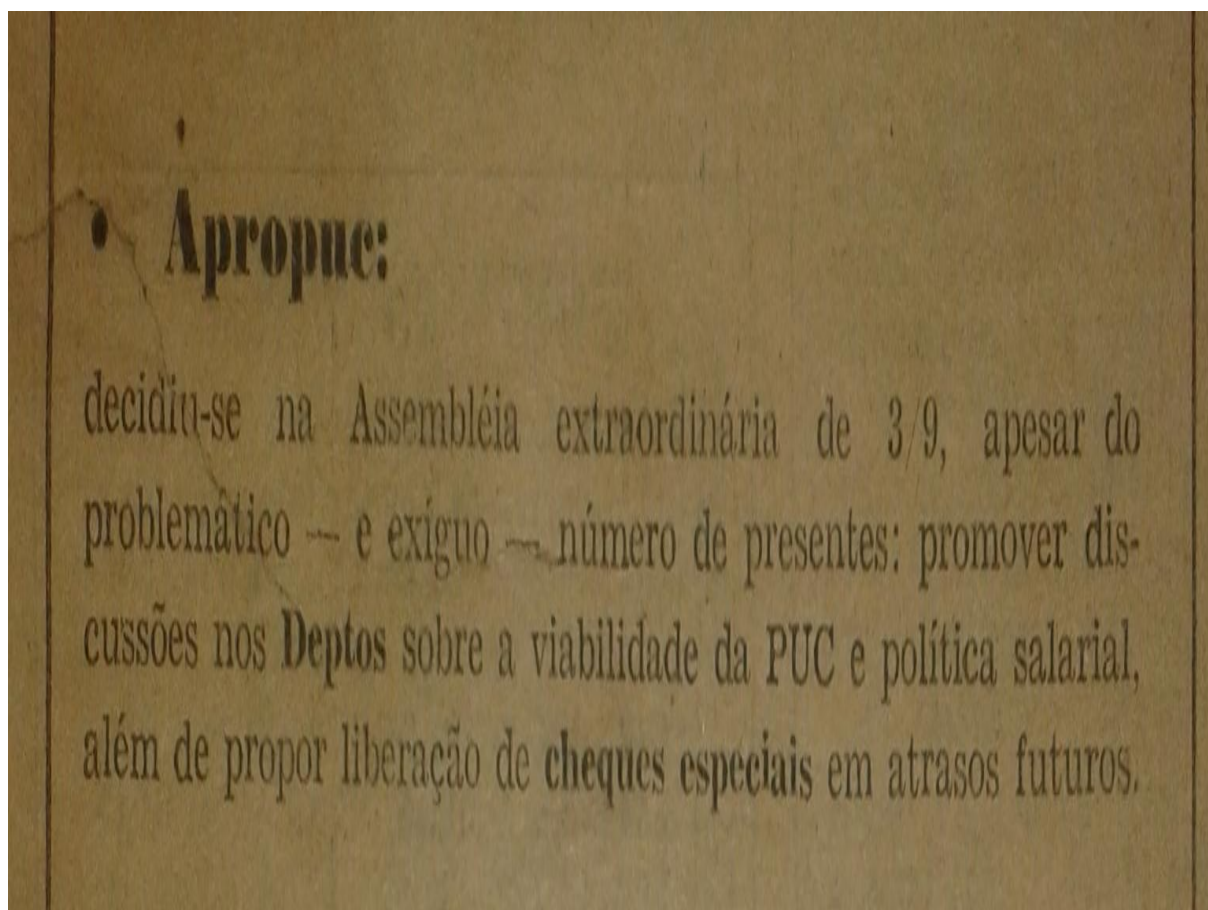 • Apropuc:
decidiu-se na Assembléia extraordinária de 3/9, apesar do
problemático — e exíguo — número de presentes: promover dis-
cussões nos Deptos sobre a viabilidade da PUC e política salarial,
além de propor liberação de cheques especiais em atrasos futuros.